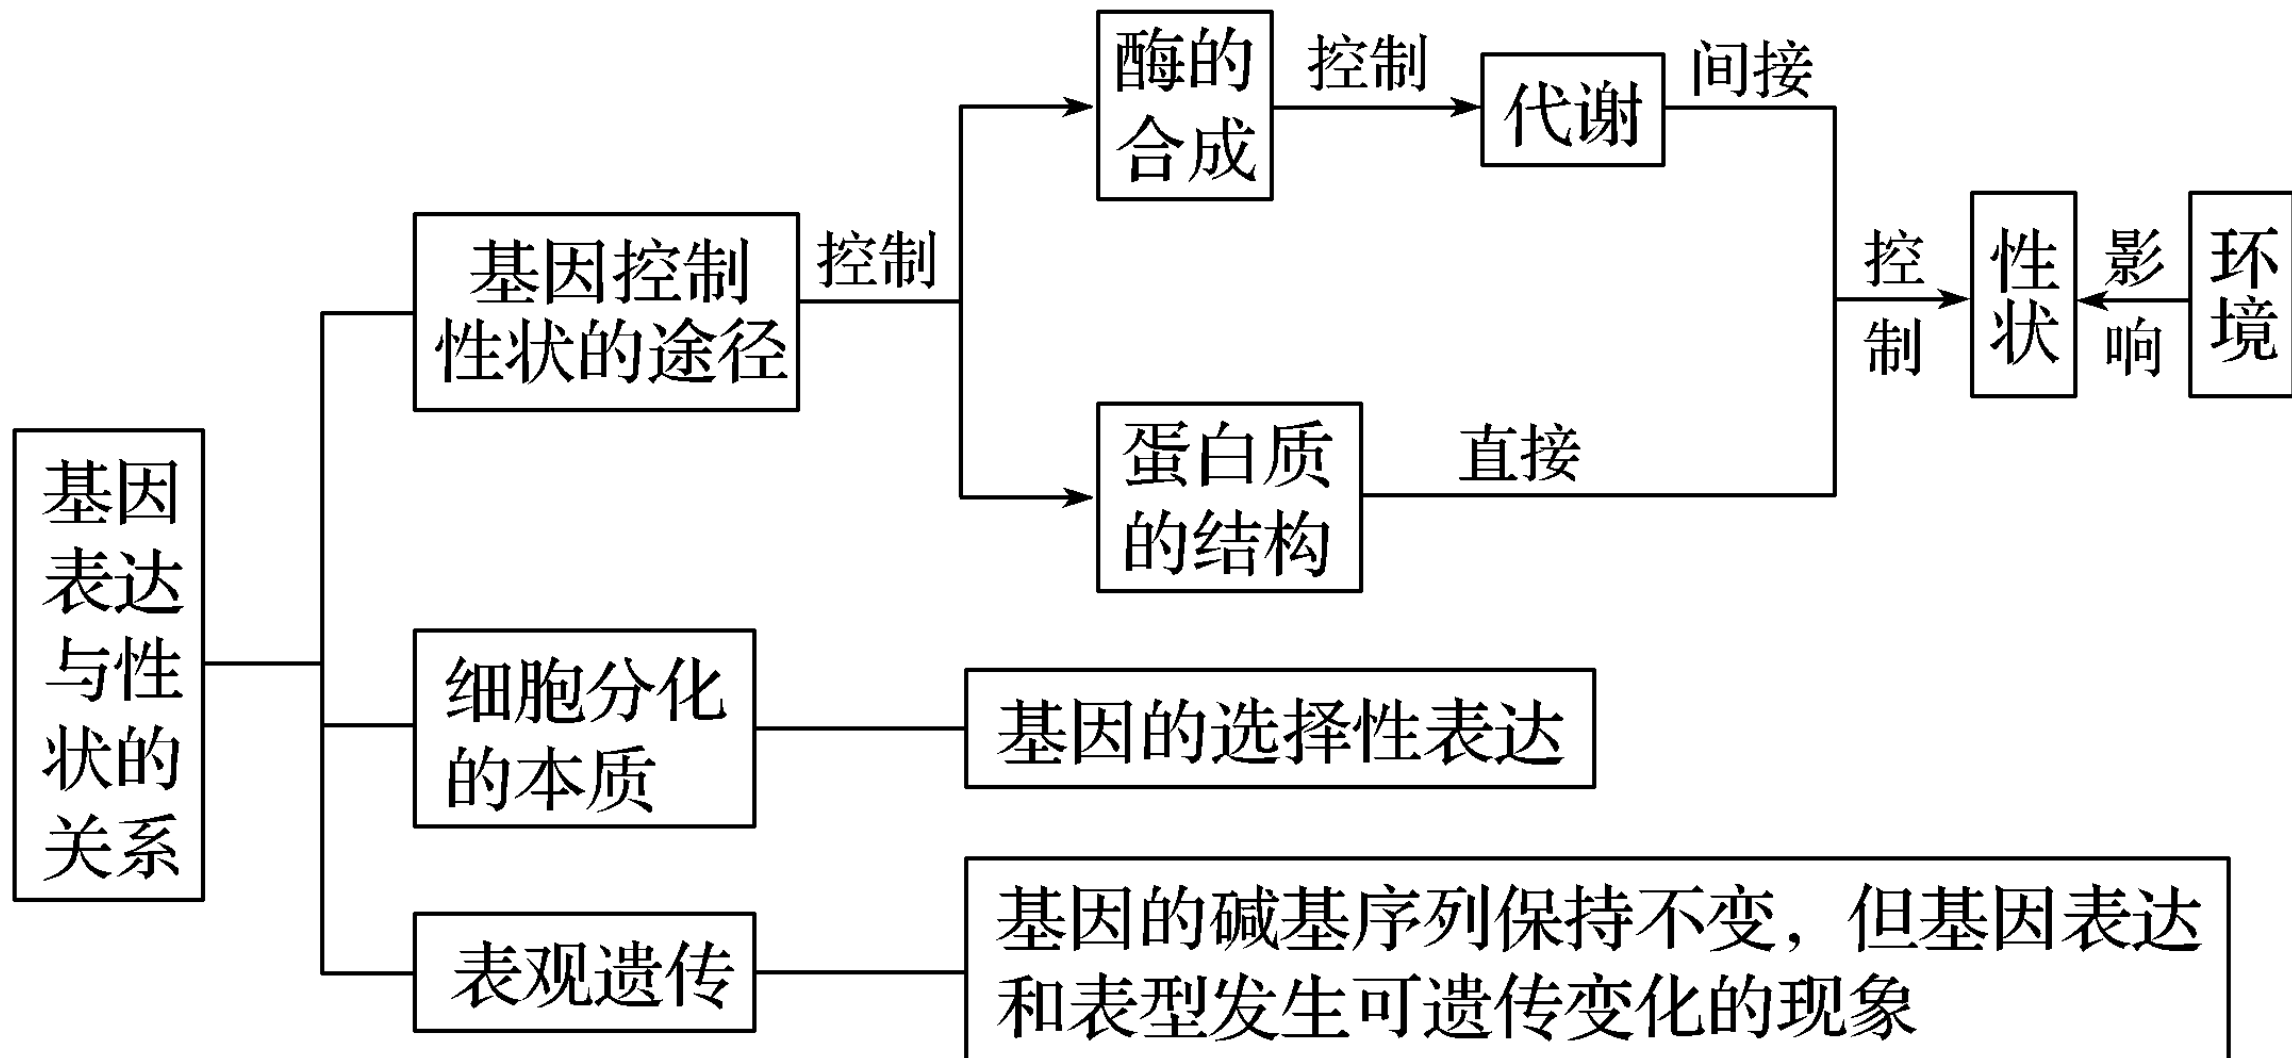 基因
表达
与性
状的
关系
基因控制
性状的途径
控制
酶的
合成
控制
代谢
间接
蛋白质
的结构
直接
控
制
性
状
影
响
环
境
细胞分化
的本质
基因的选择性表达
表观遗传
基因的碱基序列保持不变，但基因表达
和表型发生可遗传变化的现象